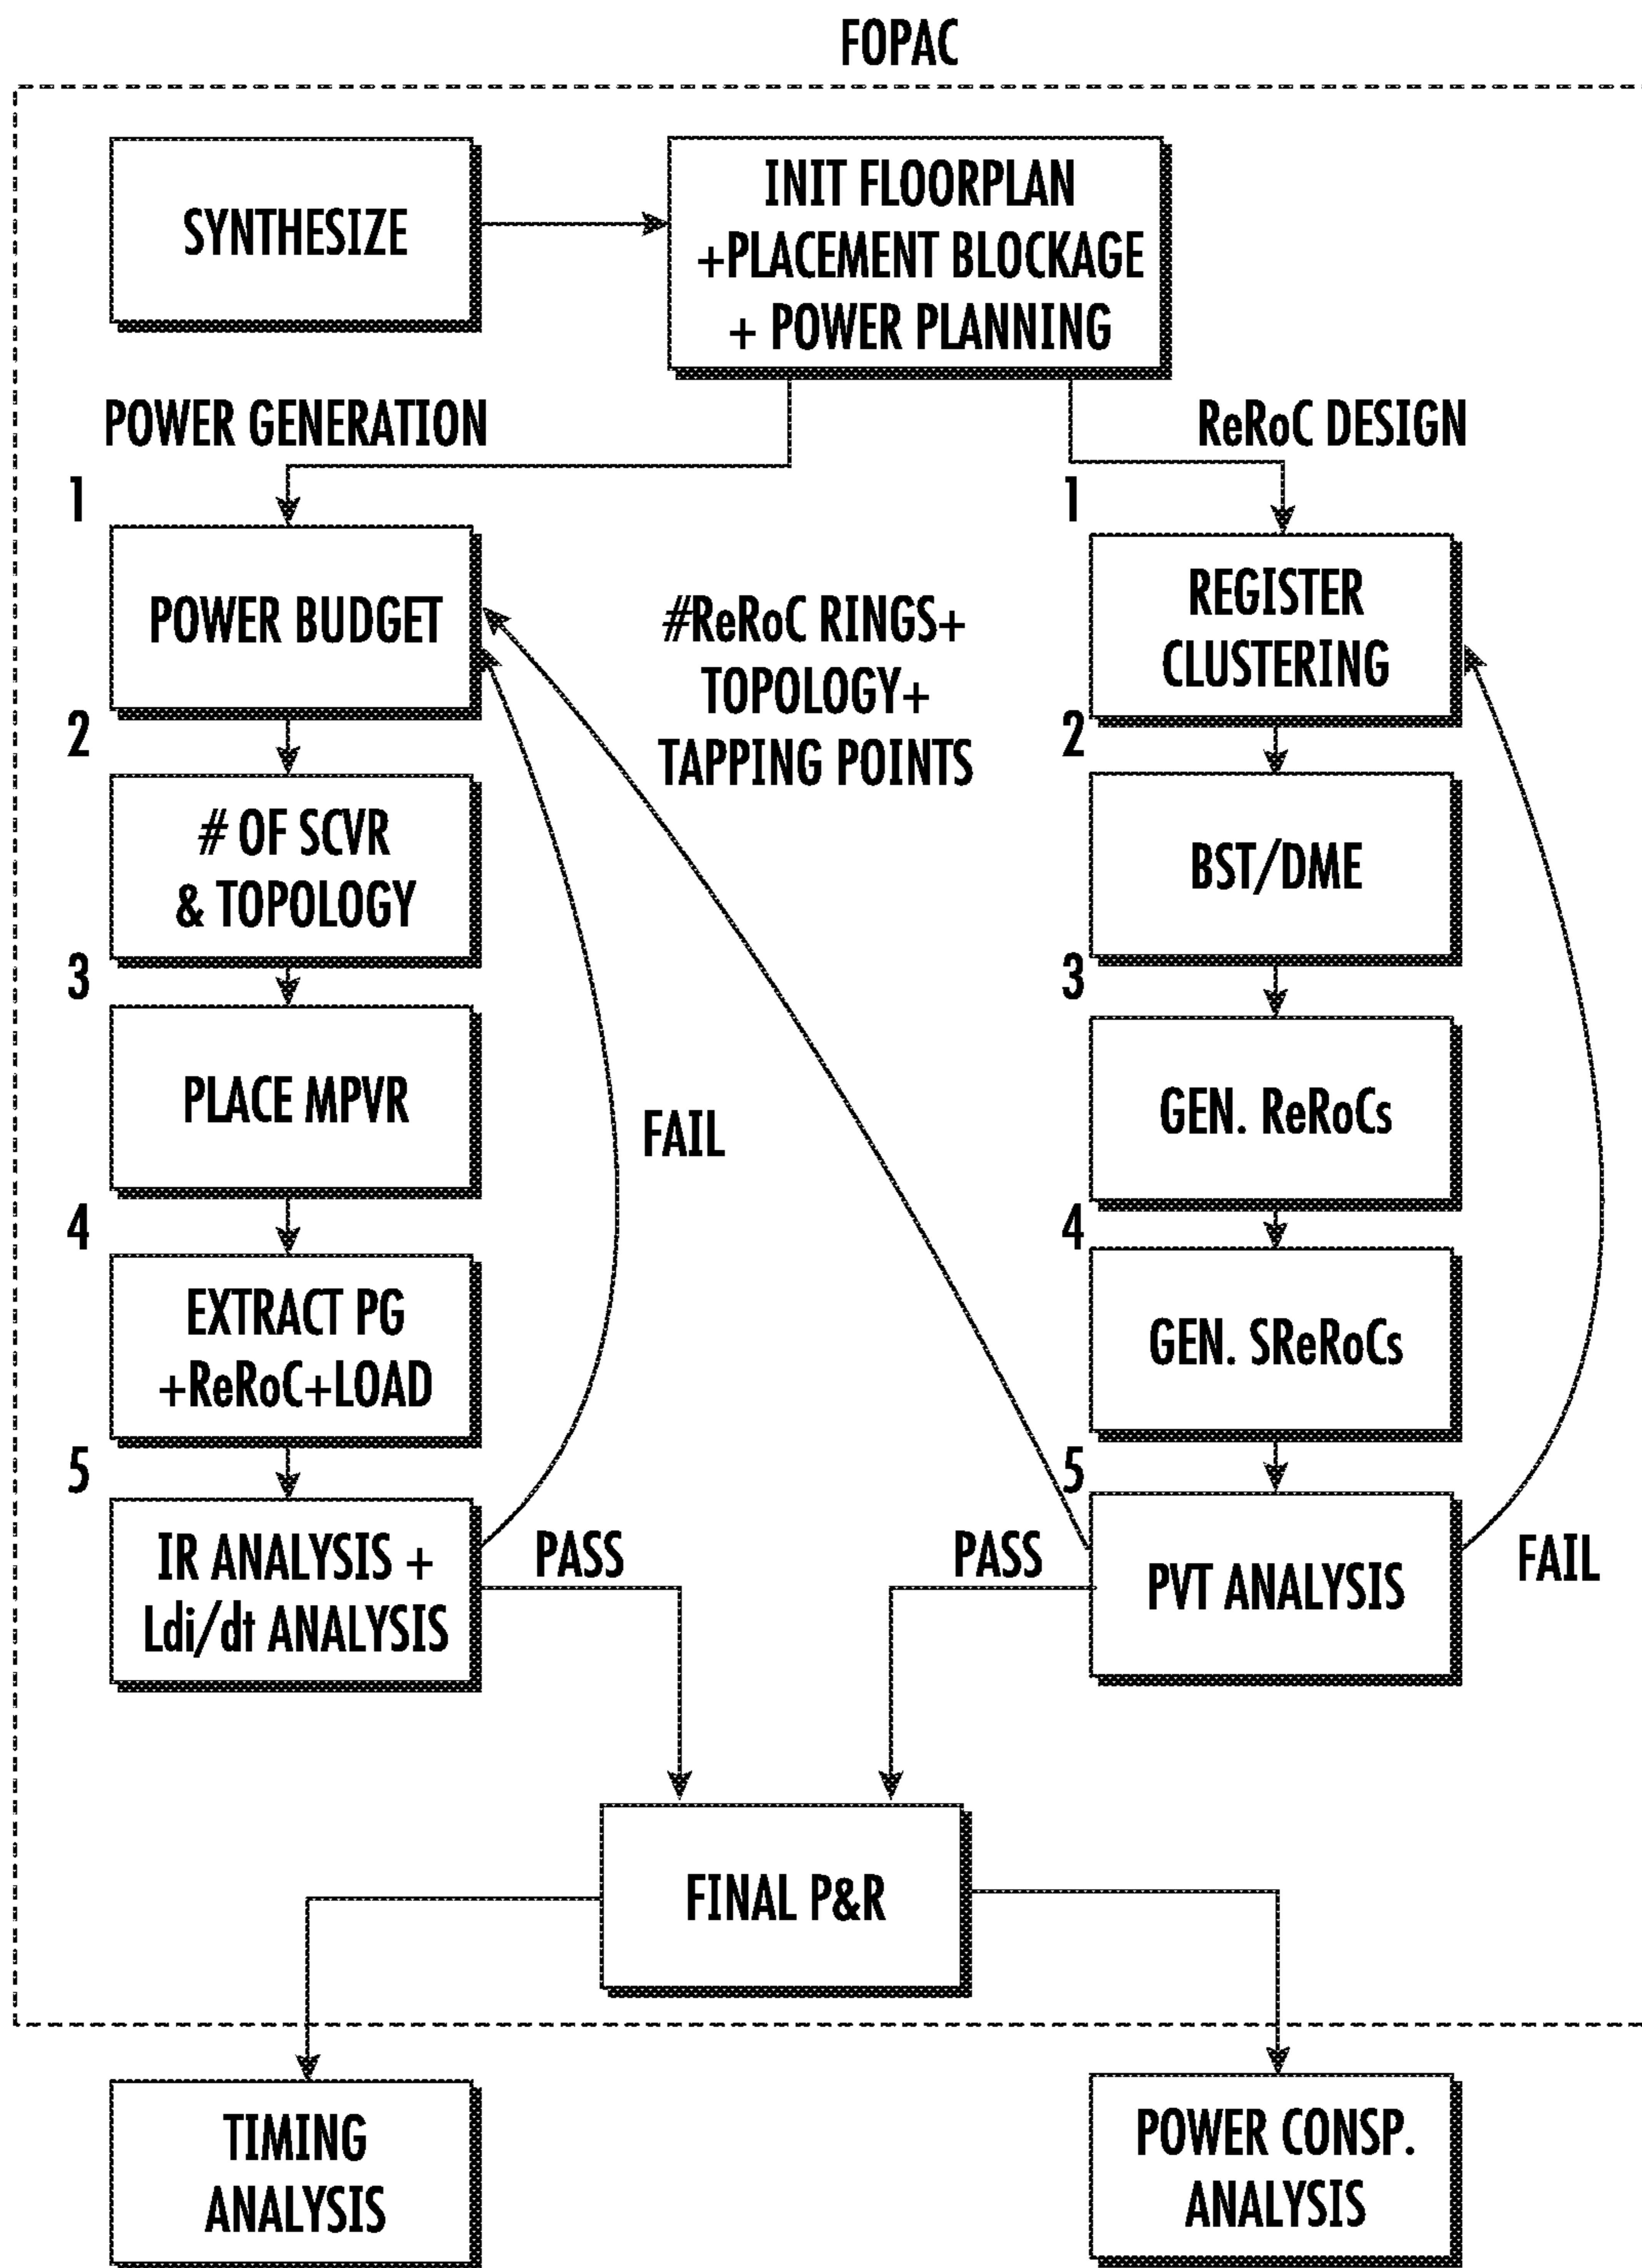 FOPAC
SYNTHESIZE
INIT FLOORPLAN
+PLACEMENT BLOCKAGE
+ POWER PLANNING
POWER GENERATION
ReRoC DESIGN
1
POWER BUDGET
#ReRoC RINGS+
TOPOLOGY+
TAPPING POINTS
1
REGISTER
CLUSTERING
2
# OF SCVR
& TOPOLOGY
2
BST/DME
3
PLACE MPVR
FAIL
3
GEN. ReRoCs
4
EXTRACT PG
+ReRoC+LOAD
4
GEN. SReRoCs
5
IR ANALYSIS +
Ldi/dt ANALYSIS
PASS
PASS
5
PVT ANALYSIS
FAIL
FINAL P&R
TIMING
ANALYSIS
POWER CONSP.
ANALYSIS